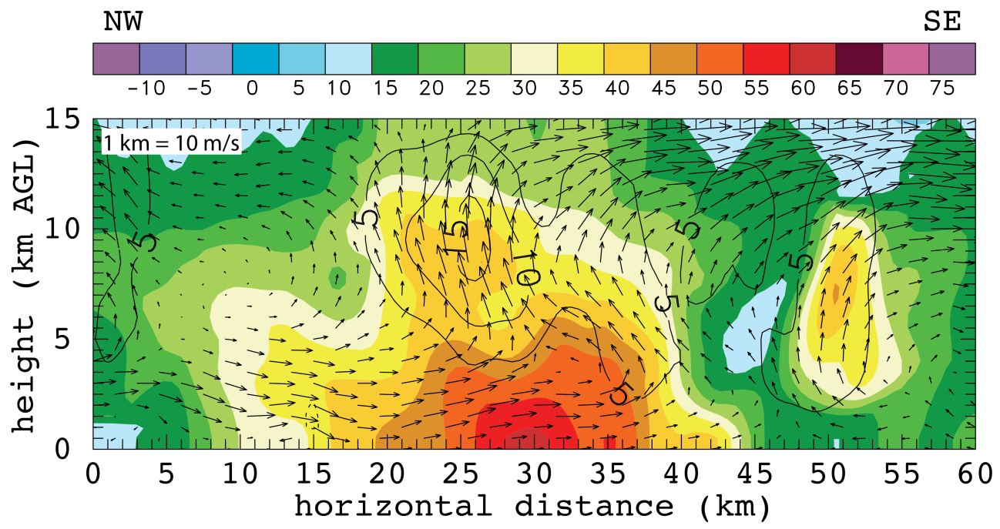 NW SE
-10 -5 0 5 10 15 20 25 30 35 40 45 50 55 60 65 70 75
15
1 km = 10 m/s
10
5
0
height (km AGL)
5 5 15 10 5 5 5 5
0 5 10 15 20 25 30 35 40 45 50 55 60
horizontal distance (km)